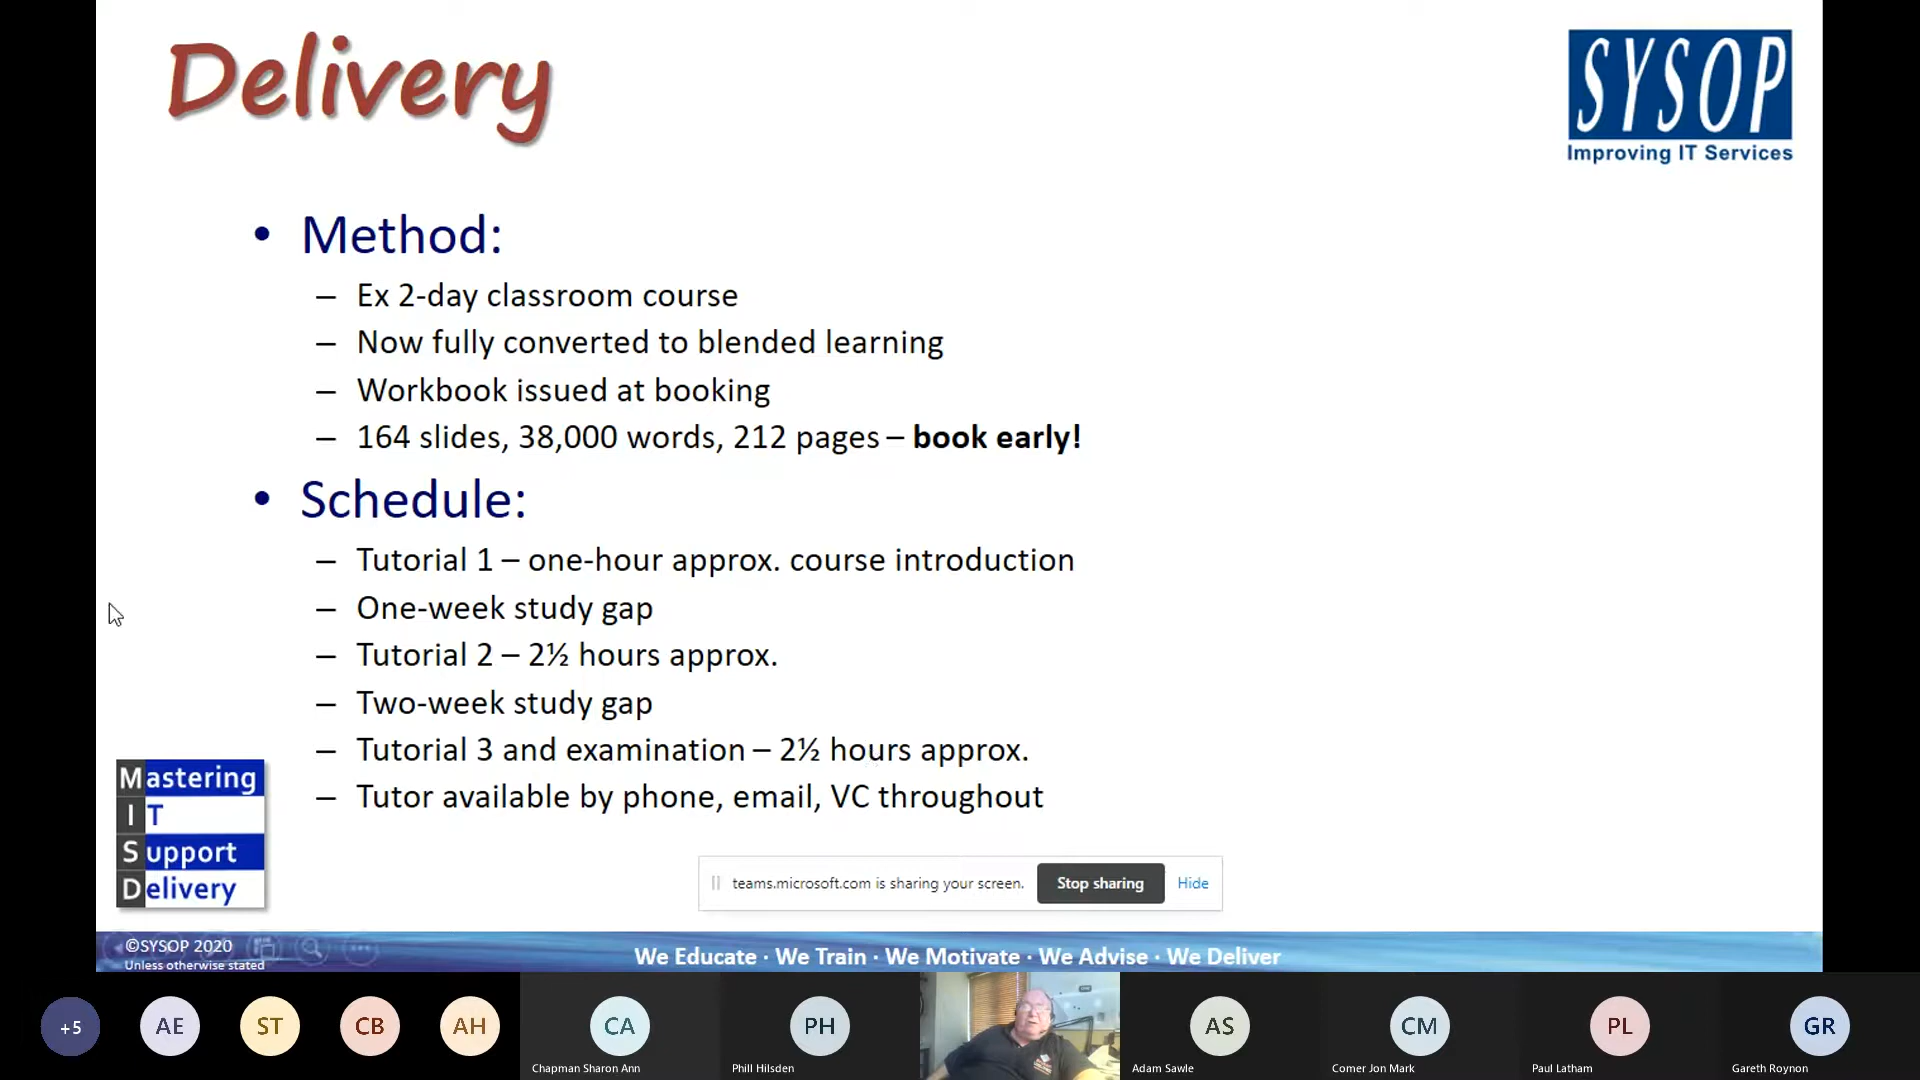 Delivery
SYSOP
Improving IT Services
• Method:
– Ex 2-day classroom course
– Now fully converted to blended learning
– Workbook issued at booking
– 164 slides, 38,000 words, 212 pages – book early!
• Schedule:
– Tutorial 1 – one-hour approx. course introduction
– One-week study gap
– Tutorial 2 – 2½ hours approx.
– Two-week study gap
– Tutorial 3 and examination – 2½ hours approx.
– Tutor available by phone, email, VC throughout
Mastering
IT
Support
Delivery
teams.microsoft.com is sharing your screen.
Stop sharing
Hide
©SYSOP 2020
Unless otherwise stated
We Educate · We Train · We Motivate · We Advise · We Deliver
+5
AE
ST
CB
AH
CA
PH
AS
CM
PL
GR
Chapman Sharon Ann
Phill Hilsden
Adam Sawle
Comer Jon Mark
Paul Latham
Gareth Roynon